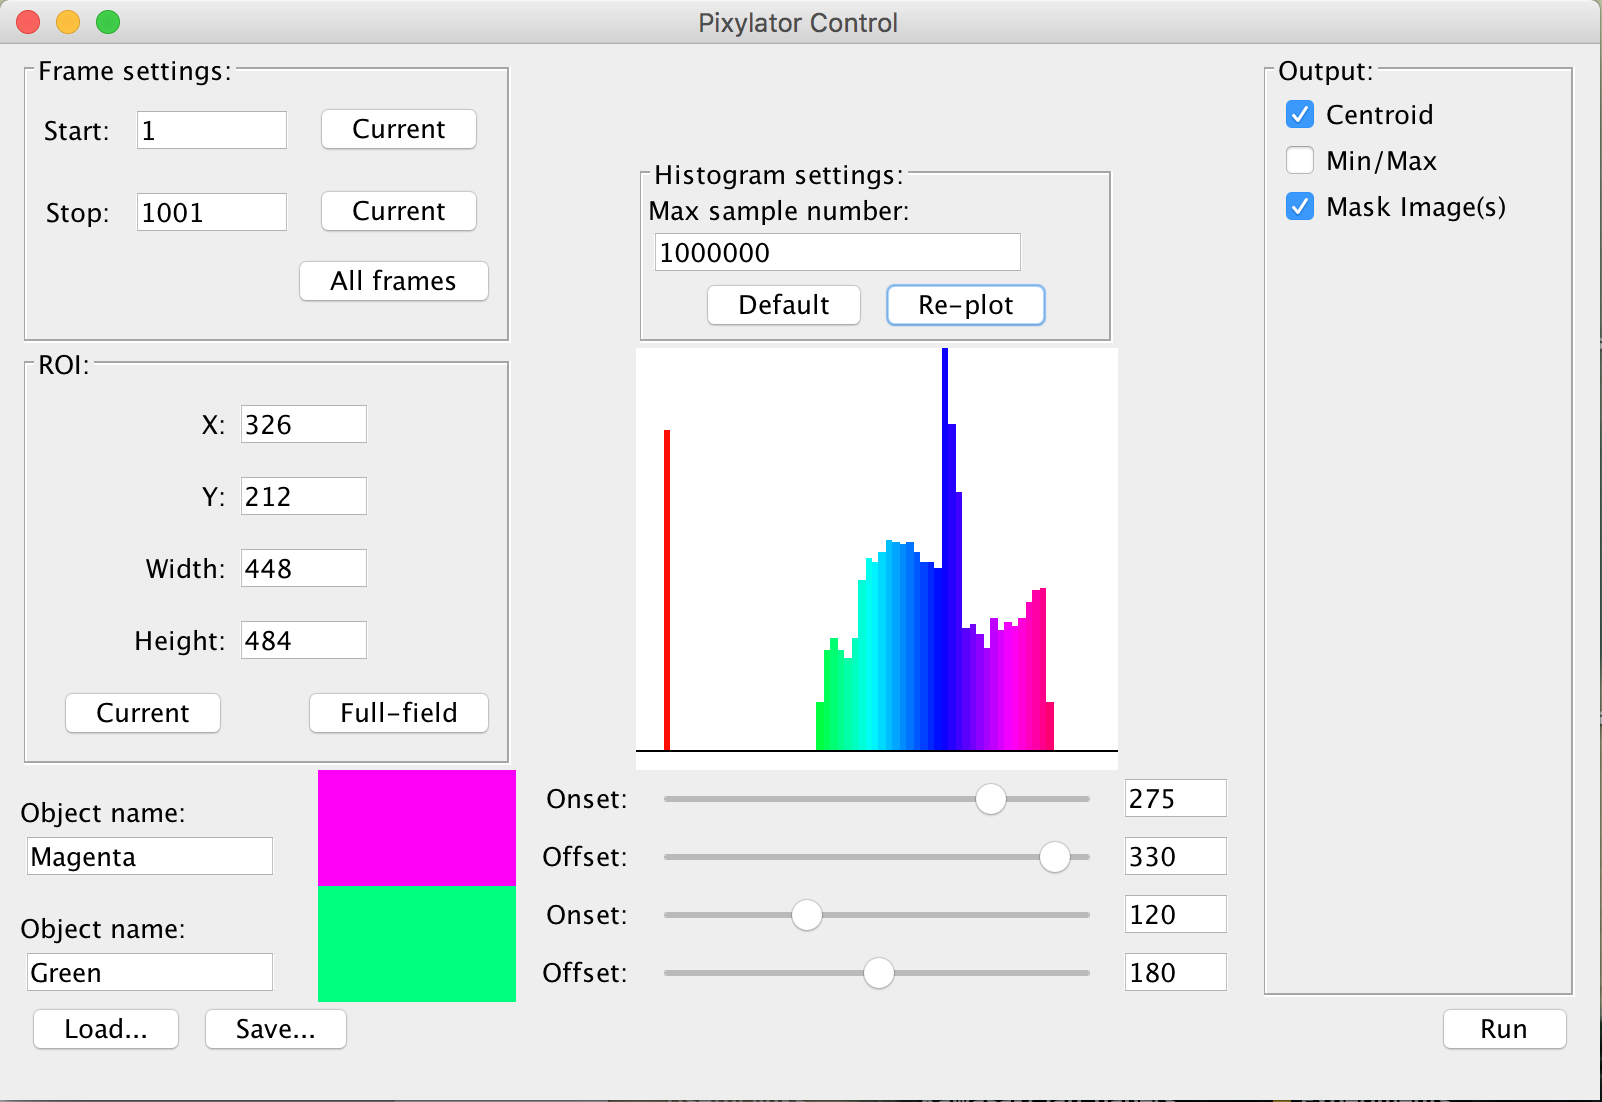 Pixylator Control
Frame settings:
Start: 1 Current
Stop: 1001 Current
All frames
ROI:
X: 326
Y: 212
Width: 448
Height: 484
Current Full-field
Histogram settings:
Max sample number:
1000000
Default Re-plot
Output:
Centroid
Min/Max
Mask Image(s)
Object name:
Magenta
Onset: 275
Offset: 330
Object name:
Green
Onset: 120
Offset: 180
Load... Save...
Run